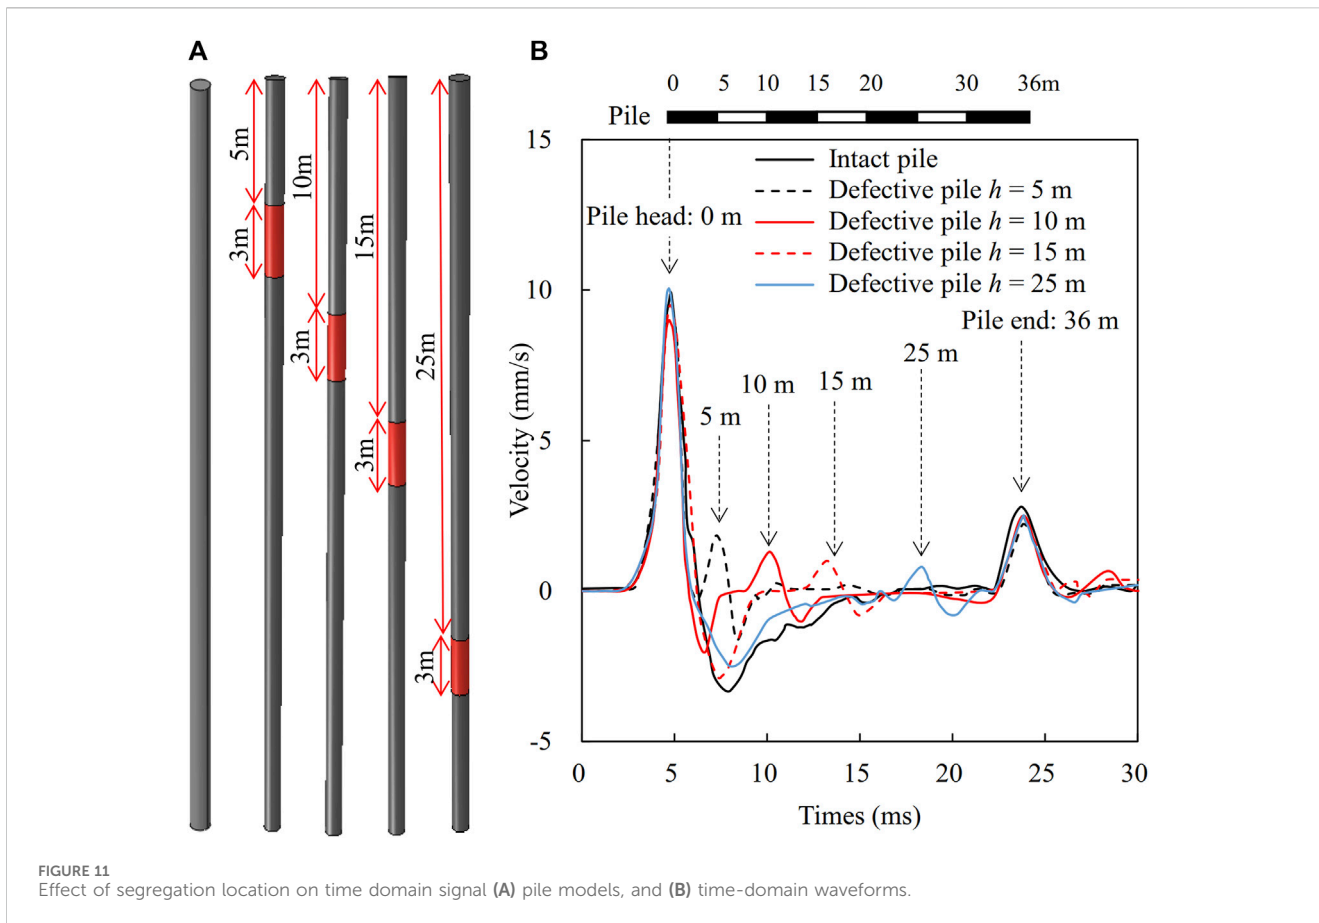 A
5m
3m
10m
3m
15m
3m
25m
3m
B
0 5 10 15 20 30 36m
Pile
15
10
5
0
-5
Velocity (mm/s)
Intact pile
Defective pile h = 5 m
Defective pile h = 10 m
Defective pile h = 15 m
Defective pile h = 25 m
Pile head: 0 m
Pile end: 36 m
5 m
10 m
15 m
25 m
0 5 10 15 20 25 30
Times (ms)
FIGURE 11
Effect of segregation location on time domain signal (A) pile models, and (B) time-domain waveforms.